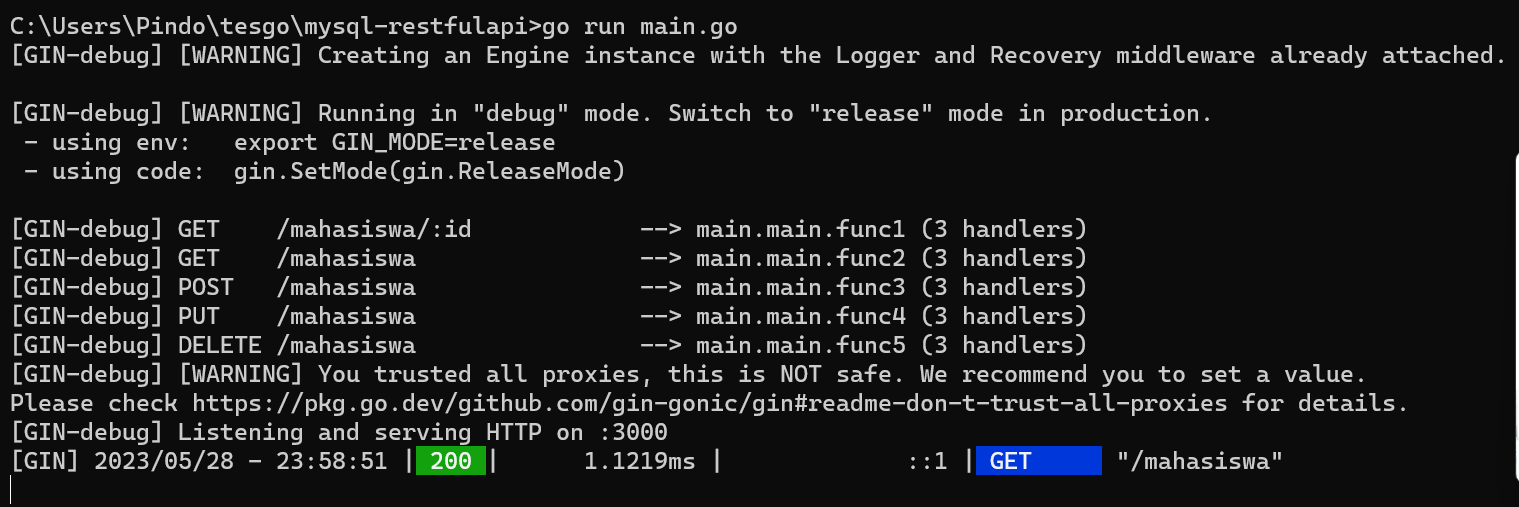 C:\Users\Pindo\tesgo\mysql-restfulapi>go run main.go
[GIN-debug] [WARNING] Creating an Engine instance with the Logger and Recovery middleware already attached.
[GIN-debug] [WARNING] Running in "debug" mode. Switch to "release" mode in production.
 - using env:   export GIN_MODE=release
 - using code:  gin.SetMode(gin.ReleaseMode)
[GIN-debug] GET    /mahasiswa/:id            --> main.main.func1 (3 handlers)
[GIN-debug] GET    /mahasiswa                --> main.main.func2 (3 handlers)
[GIN-debug] POST   /mahasiswa                --> main.main.func3 (3 handlers)
[GIN-debug] PUT    /mahasiswa                --> main.main.func4 (3 handlers)
[GIN-debug] DELETE /mahasiswa                --> main.main.func5 (3 handlers)
[GIN-debug] [WARNING] You trusted all proxies, this is NOT safe. We recommend you to set a value.
Please check https://pkg.go.dev/github.com/gin-gonic/gin#readme-don-t-trust-all-proxies for details.
[GIN-debug] Listening and serving HTTP on :3000
[GIN] 2023/05/28 - 23:58:51 | 200 |      1.1219ms |             ::1 | GET      "/mahasiswa"